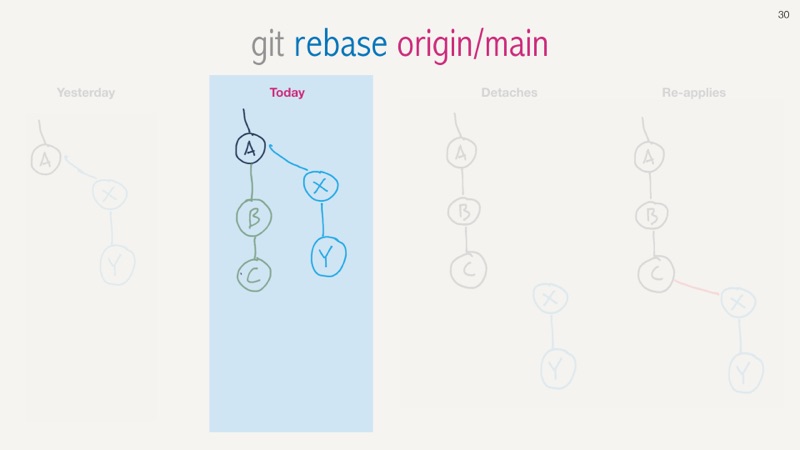 30
git rebase origin/main
Yesterday
Today
Detaches
Re-applies
A
X
Y
A
X
B
Y
C
A
B
C
X
Y
A
B
C
X
Y